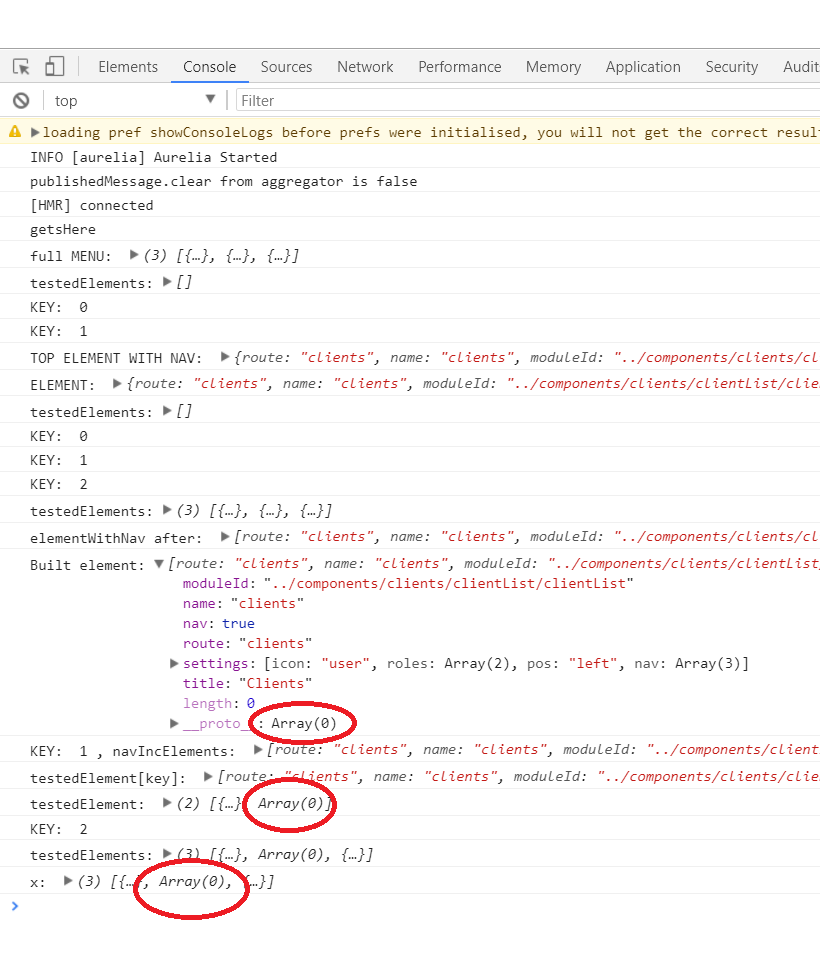 Elements Console Sources Network Performance Memory Application Security Audit
top Filter
loading pref showConsoleLogs before prefs were initialised, you will not get the correct resul
INFO [aurelia] Aurelia Started
publishedMessage.clear from aggregator is false
[HMR] connected
getsHere
full MENU: ▶(3) [{…}, {…}, {…}]
testedElements: ▶[]
KEY: 0
KEY: 1
TOP ELEMENT WITH NAV: ▶{route: "clients", name: "clients", moduleId: "../components/clients/cl
ELEMENT: ▶{route: "clients", name: "clients", moduleId: "../components/clients/clientList/clie
testedElements: ▶[]
KEY: 0
KEY: 1
KEY: 2
testedElements: ▶(3) [{…}, {…}, {…}]
elementWithNav after: ▶[route: "clients", name: "clients", moduleId: "../components/clients/cl
Built element: ▼[route: "clients", name: "clients", moduleId: "../components/clients/clientList
moduleId: "../components/clients/clientList/clientList"
name: "clients"
nav: true
route: "clients"
▶settings: [icon: "user", roles: Array(2), pos: "left", nav: Array(3)]
title: "Clients"
length: 0
▶__proto__: Array(0)
KEY: 1 , navIncElements: ▶[route: "clients", name: "clients", moduleId: "../components/clients
testedElement[key]: ▶[route: "clients", name: "clients", moduleId: "../components/clients/clie
testedElement: ▶(2) [{…}, Array(0)]
KEY: 2
testedElements: ▶(3) [{…}, Array(0), {…}]
x: ▶(3) [{…}, Array(0), {…}]